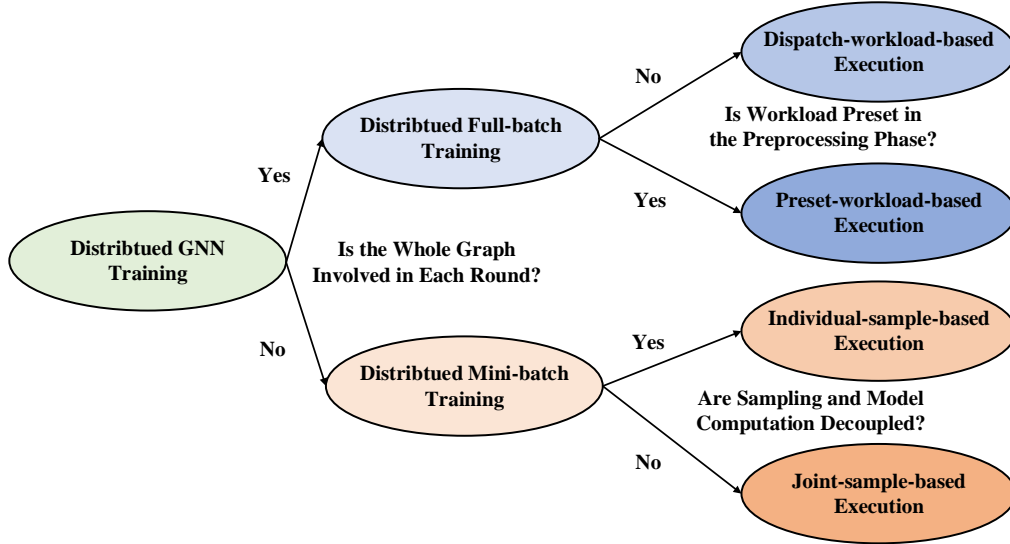 Dispatch-workload-based
Execution
No
Is Workload Preset in
the Preprocessing Phase?
Distribtued Full-batch
Training
Yes
Yes
Preset-workload-based
Execution
Distribtued GNN
Training
Is the Whole Graph
Involved in Each Round?
Individual-sample-based
Execution
No
Yes
Distribtued Mini-batch
Training
Are Sampling and Model
Computation Decoupled?
No
Joint-sample-based
Execution